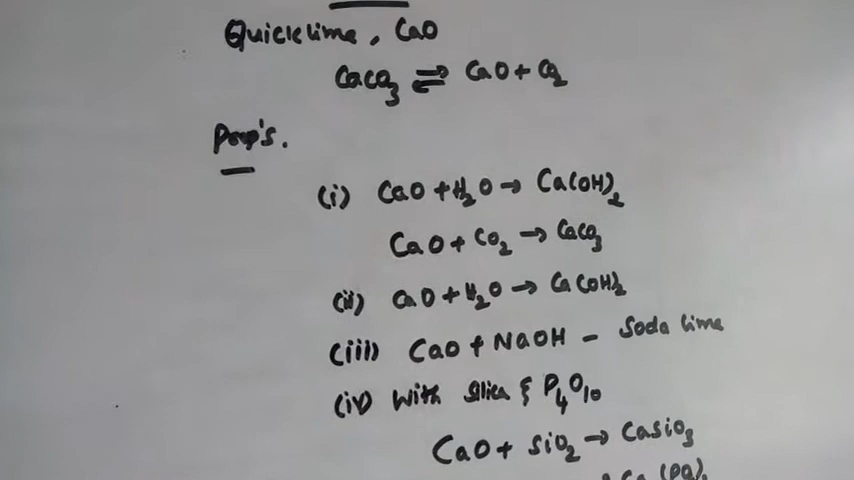 Quicklime, CaO
CaCO3 ⇌ CaO + CO2
Prop's.
(i) CaO + H2O → Ca(OH)2
CaO + CO2 → CaCO3
(ii) CaO + H2O → Ca(OH)2
(iii) CaO + NaOH - Soda lime
(iv) With silica & P4O10
CaO + SiO2 → CaSiO3